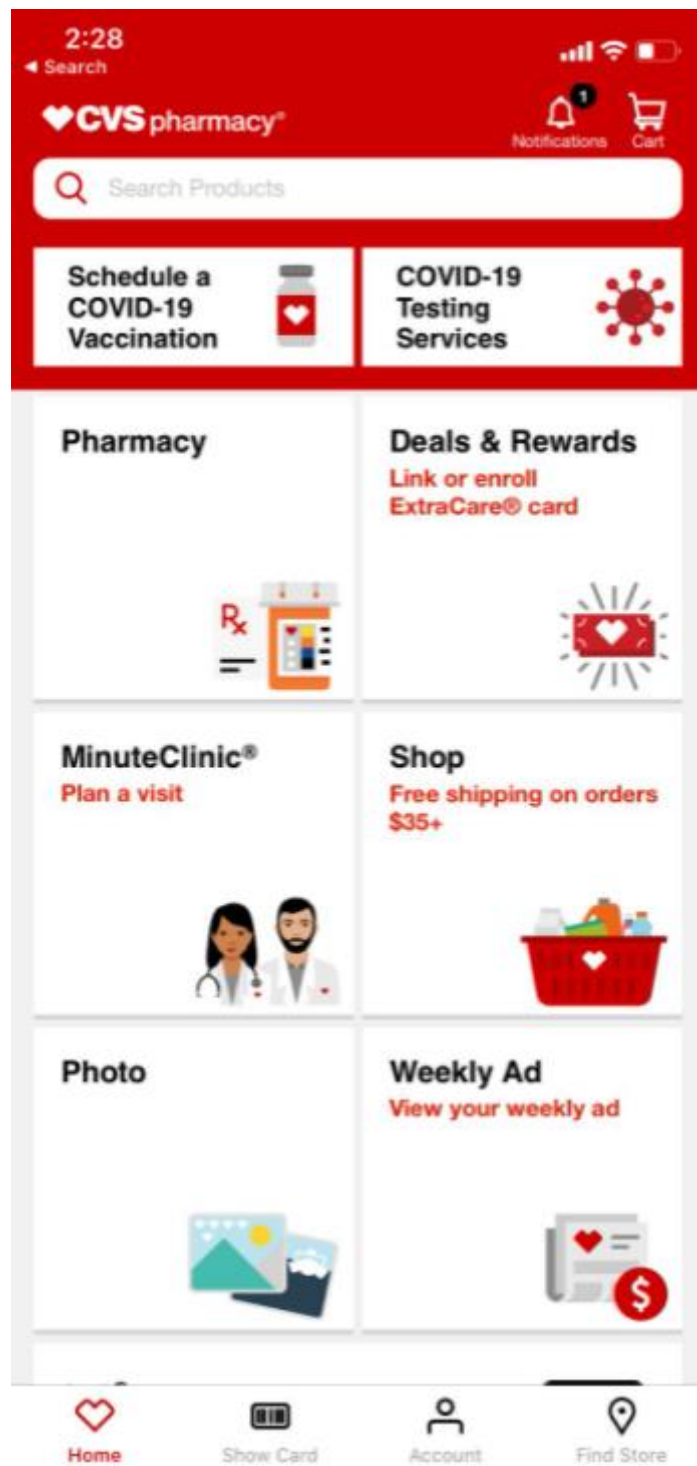 2:28
◄ Search
CVS pharmacy®
1
Notifications
Cart
Search Products
Schedule a
COVID-19
Vaccination
COVID-19
Testing
Services
Pharmacy
Rx
Deals & Rewards
Link or enroll
ExtraCare® card
MinuteClinic®
Plan a visit
Shop
Free shipping on orders
$35+
Photo
Weekly Ad
View your weekly ad
$
Home
Show Card
Account
Find Store